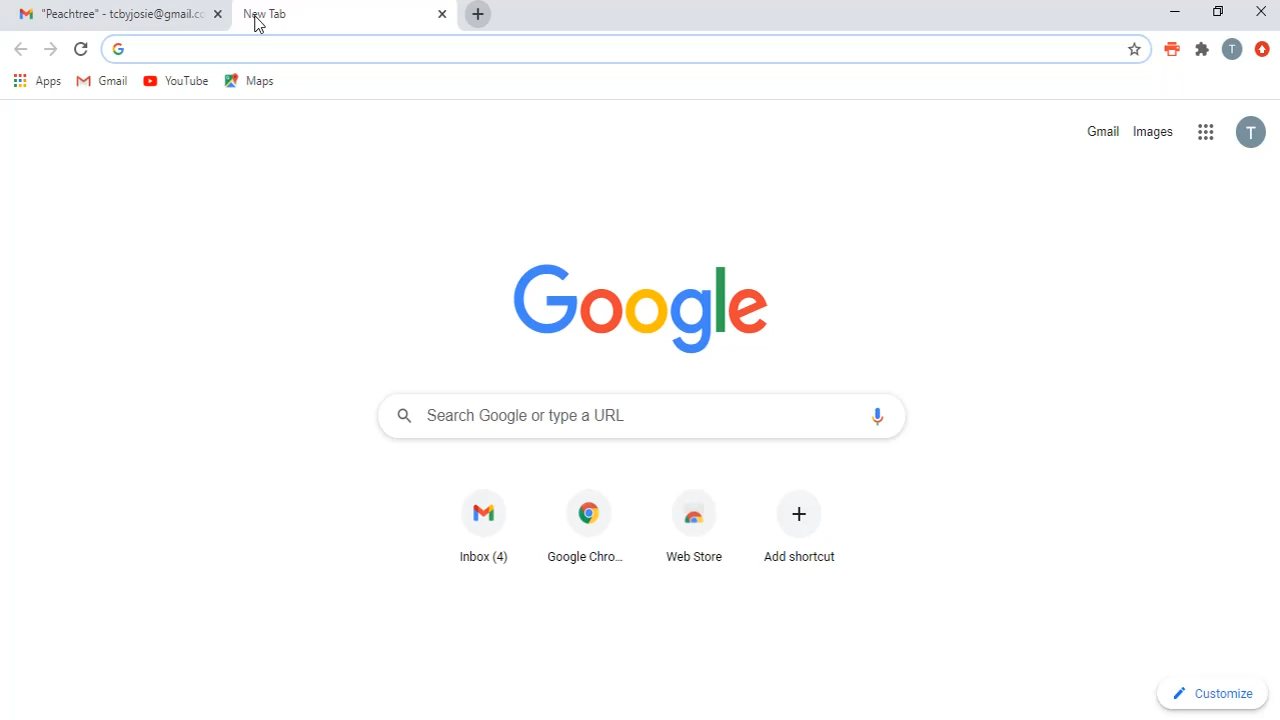 "Peachtree" - tcbyjosie@gmail.co
New Tab
Apps
Gmail
YouTube
Maps
T
Gmail
Images
T
Google
Search Google or type a URL
Inbox (4)
Google Chro...
Web Store
Add shortcut
Customize